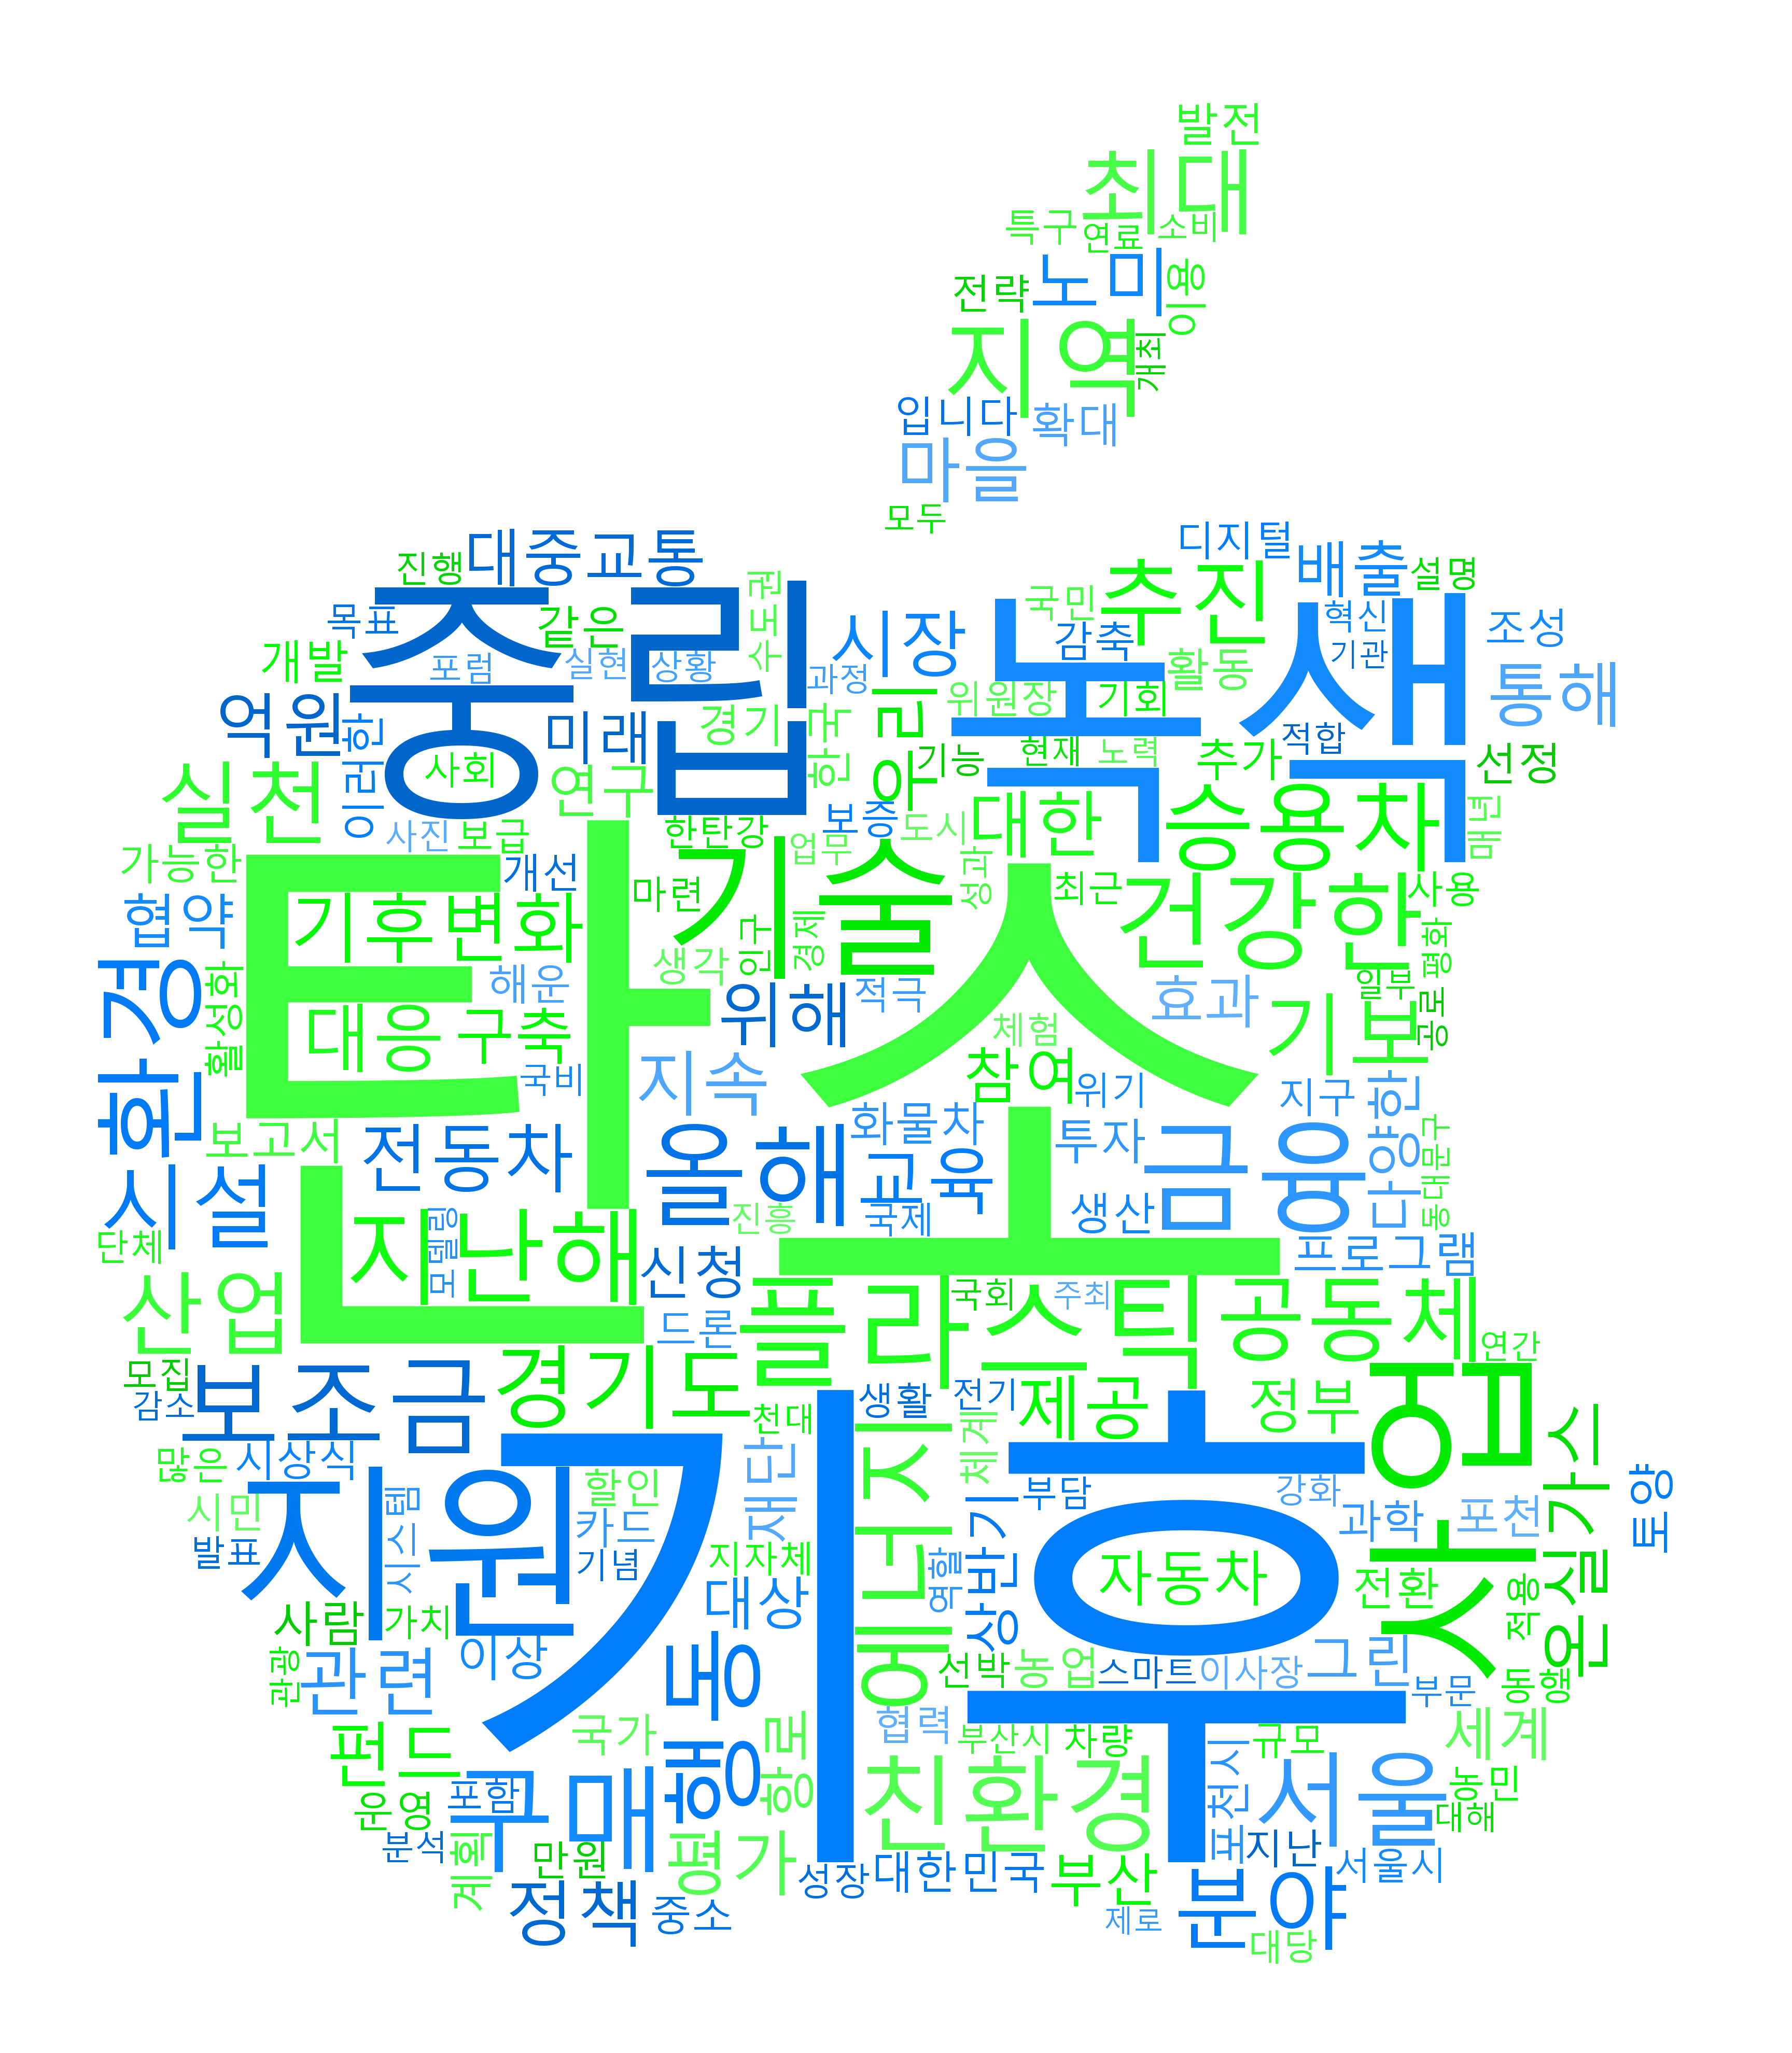 발전
최대
특구
연료
소비
노미
전략
이용
지역
개최
입니다
확대
마을
모두
대중교통
진행
디지털
배출
설명
중립
추진
녹색
목표
같은
수도권
시장
국민
감축
혁신
조성
개발
포럼
실현
상황
과정
활동
기관
통해
억원
이러한
미래
경기
한국
아리
위원장
기회
적합
사회
연구
기능
현재
노력
추가
선정
실천
사진
보급
한탄강
업무
보증
도시
대한
승용차
매년
가능한
탄소
개선
마련
기술
성과
최근
건강한
사용
협약
기후변화
생각
인구
경제
평화
환경
활성화
해운
위해
적극
효과
일부
기보
공로
대응
구축
체험
참여
국비
지속
위기
지구
다양한
보고서
전동차
올해
화물차
교육
투자
금융
동대문구
시설
단체
지난해
모델링
진흥
국제
생산
프로그램
산업
신청
드론
플라스틱
국회
주최
공동체
연간
모집
감소
보조금
경기도
천대
생활
전기
제공
정부
사업
많은
시상식
지원
기후
재단
에너지
체계
온실가스
시민
시스템
할인
카드
상반기
부담
강화
과학
포천
토양
발표
기념
지자체
역할
자동차
전환
적용
사람
가치
대상
관광
관련
이상
행동
선박
농업
스마트
이사장
그린
부문
동행
펀드
국가
항로
협력
부산시
차량
포천시
규모
세계
운영
포함
구매
친환경
서울
농민
대해
분석
계획
만원
평가
성장
대한민국
부산
지난
서울시
정책
중소
제로
분야
대당